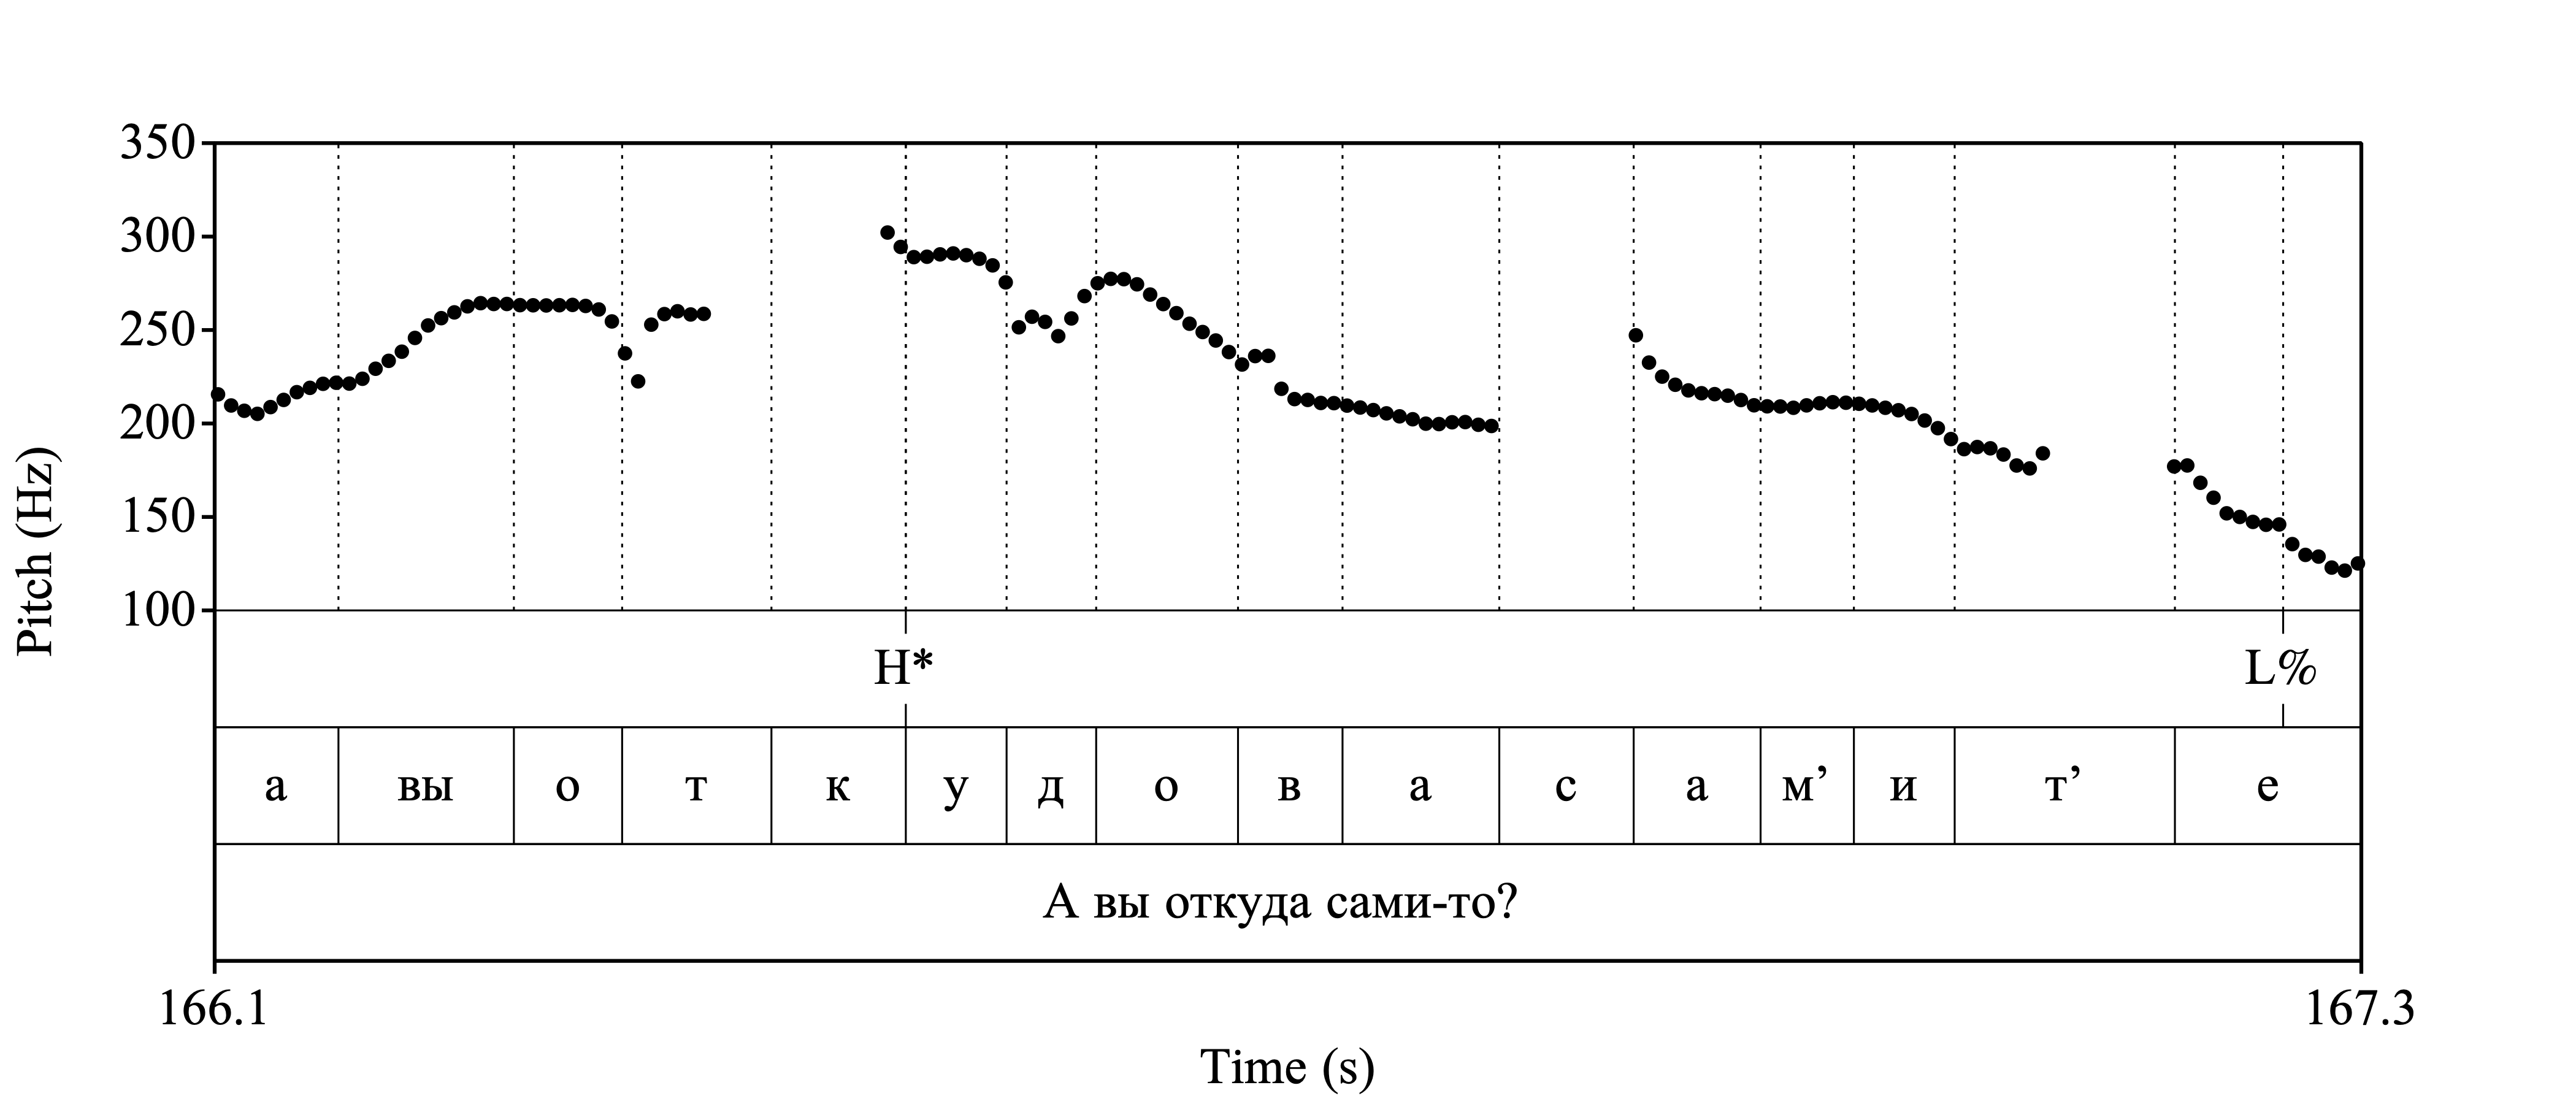 350
300
250
200
150
100
Pitch (Hz)
H* L%
а вы о т к у д о в а с а м’ и т’ е
А вы откуда сами-то?
166.1 167.3
Time (s)